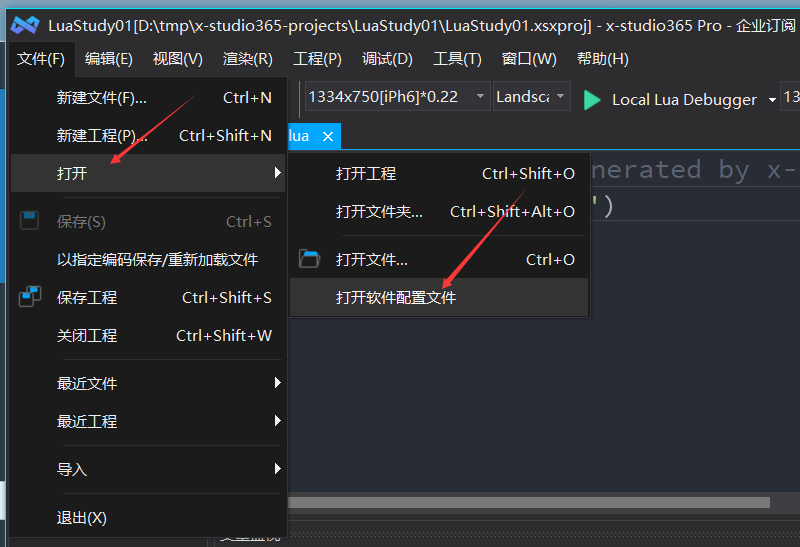 LuaStudy01[D:\tmp\x-studio365-projects\LuaStudy01\LuaStudy01.xsxproj] - x-studio365 Pro - 企业订阅
文件(F) 编辑(E) 视图(V) 渲染(R) 工程(P) 调试(D) 工具(T) 窗口(W) 帮助(H)
1334x750[iPh6]*0.22 Landsca Local Lua Debugger 13
lua ×
nerated by x-
')
新建文件(F)... Ctrl+N
新建工程(P)... Ctrl+Shift+N
打开
保存(S) Ctrl+S
以指定编码保存/重新加载文件
保存工程 Ctrl+Shift+S
关闭工程 Ctrl+Shift+W
最近文件
最近工程
导入
退出(X)
打开工程 Ctrl+Shift+O
打开文件夹... Ctrl+Shift+Alt+O
打开文件... Ctrl+O
打开软件配置文件